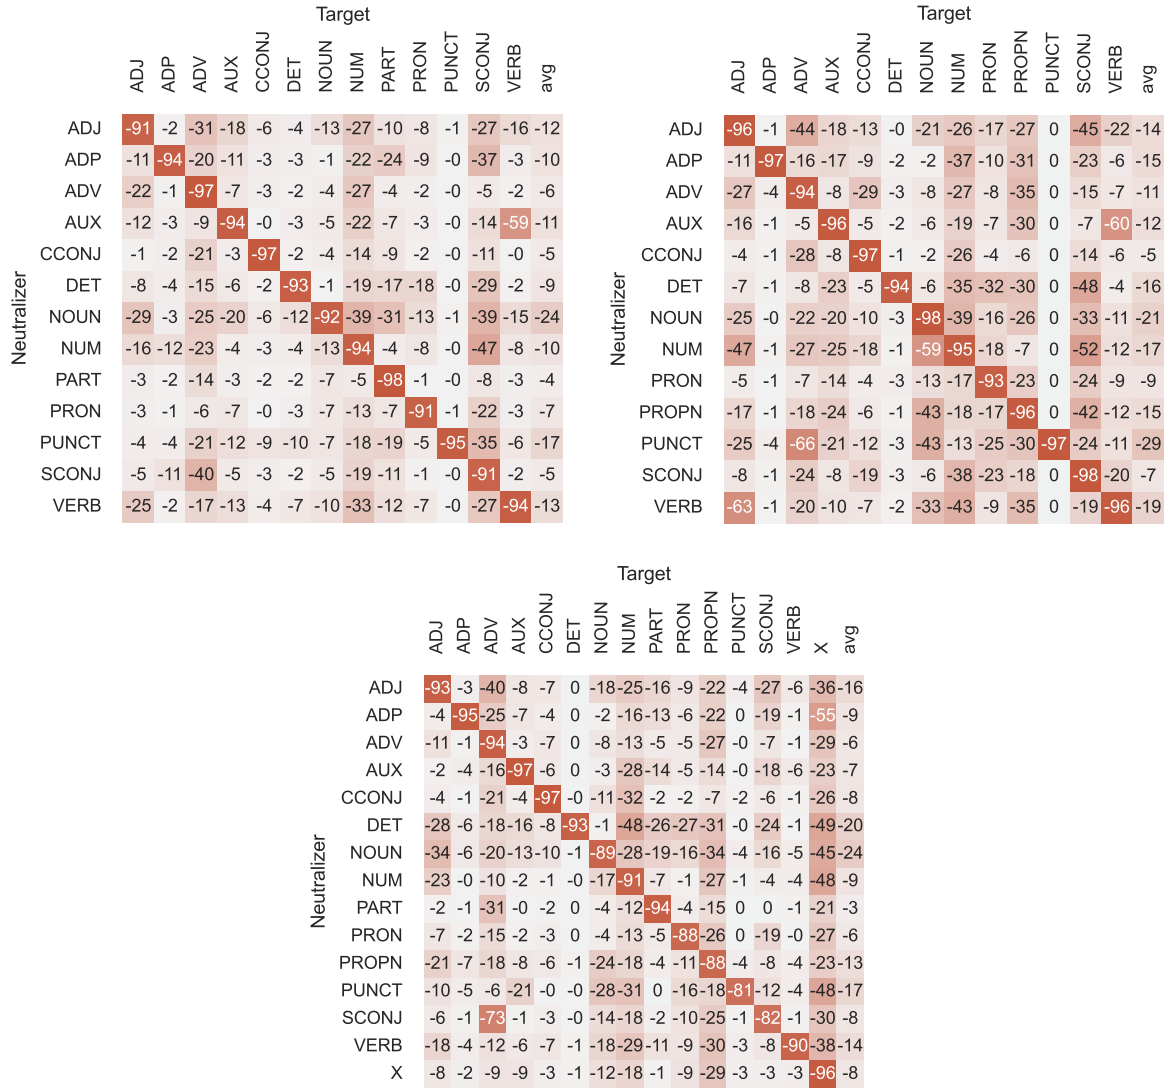 Target
ADJ ADP ADV AUX CCONJ DET NOUN NUM PART PRON PUNCT SCONJ VERB avg
Neutralizer
ADJ -91 -2 -31 -18 -6 -4 -13 -27 -10 -8 -1 -27 -16 -12
ADP -11 -94 -20 -11 -3 -3 -1 -22 -24 -9 -0 -37 -3 -10
ADV -22 -1 -97 -7 -3 -2 -4 -27 -4 -2 -0 -5 -2 -6
AUX -12 -3 -9 -94 -0 -3 -5 -22 -7 -3 -0 -14 -59 -11
CCONJ -1 -2 -21 -3 -97 -2 -4 -14 -9 -2 -0 -11 -0 -5
DET -8 -4 -15 -6 -2 -93 -1 -19 -17 -18 -0 -29 -2 -9
NOUN -29 -3 -25 -20 -6 -12 -92 -39 -31 -13 -1 -39 -15 -24
NUM -16 -12 -23 -4 -3 -4 -13 -94 -4 -8 -0 -47 -8 -10
PART -3 -2 -14 -3 -2 -2 -7 -5 -98 -1 -0 -8 -3 -4
PRON -3 -1 -6 -7 -0 -3 -7 -13 -7 -91 -1 -22 -3 -7
PUNCT -4 -4 -21 -12 -9 -10 -7 -18 -19 -5 -95 -35 -6 -17
SCONJ -5 -11 -40 -5 -3 -2 -5 -19 -11 -1 -0 -91 -2 -5
VERB -25 -2 -17 -13 -4 -7 -10 -33 -12 -7 -0 -27 -94 -13
Target
ADJ ADP ADV AUX CCONJ DET NOUN NUM PRON PROPN PUNCT SCONJ VERB avg
Neutralizer
ADJ -96 -1 -44 -18 -13 -0 -21 -26 -17 -27 0 -45 -22 -14
ADP -11 -97 -16 -17 -9 -2 -2 -37 -10 -31 0 -23 -6 -15
ADV -27 -4 -94 -8 -29 -3 -8 -27 -8 -35 0 -15 -7 -11
AUX -16 -1 -5 -96 -5 -2 -6 -19 -7 -30 0 -7 -60 -12
CCONJ -4 -1 -28 -8 -97 -1 -2 -26 -4 -6 0 -14 -6 -5
DET -7 -1 -8 -23 -5 -94 -6 -35 -32 -30 0 -48 -4 -16
NOUN -25 -0 -22 -20 -10 -3 -98 -39 -16 -26 0 -33 -11 -21
NUM -47 -1 -27 -25 -18 -1 -59 -95 -18 -7 0 -52 -12 -17
PRON -5 -1 -7 -14 -4 -3 -13 -17 -93 -23 0 -24 -9 -9
PROPN -17 -1 -18 -24 -6 -1 -43 -18 -17 -96 0 -42 -12 -15
PUNCT -25 -4 -66 -21 -12 -3 -43 -13 -25 -30 -97 -24 -11 -29
SCONJ -8 -1 -24 -8 -19 -3 -6 -38 -23 -18 0 -98 -20 -7
VERB -63 -1 -20 -10 -7 -2 -33 -43 -9 -35 0 -19 -96 -19
Target
ADJ ADP ADV AUX CCONJ DET NOUN NUM PART PRON PROPN PUNCT SCONJ VERB X avg
Neutralizer
ADJ -93 -3 -40 -8 -7 0 -18 -25 -16 -9 -22 -4 -27 -6 -36 -16
ADP -4 -95 -25 -7 -4 0 -2 -16 -13 -6 -22 0 -19 -1 -55 -9
ADV -11 -1 -94 -3 -7 0 -8 -13 -5 -5 -27 -0 -7 -1 -29 -6
AUX -2 -4 -16 -97 -6 0 -3 -28 -14 -5 -14 -0 -18 -6 -23 -7
CCONJ -4 -1 -21 -4 -97 -0 -11 -32 -2 -2 -7 -2 -6 -1 -26 -8
DET -28 -6 -18 -16 -8 -93 -1 -48 -26 -27 -31 -0 -24 -1 -49 -20
NOUN -34 -6 -20 -13 -10 -1 -89 -28 -19 -16 -34 -4 -16 -5 -45 -24
NUM -23 -0 -10 -2 -1 -0 -17 -91 -7 -1 -27 -1 -4 -4 -48 -9
PART -2 -1 -31 -0 -2 0 -4 -12 -94 -4 -15 0 0 -1 -21 -3
PRON -7 -2 -15 -2 -3 0 -4 -13 -5 -88 -26 0 -19 -0 -27 -6
PROPN -21 -7 -18 -8 -6 -1 -24 -18 -4 -11 -88 -4 -8 -4 -23 -13
PUNCT -10 -5 -6 -21 -0 -0 -28 -31 0 -16 -18 -81 -12 -4 -48 -17
SCONJ -6 -1 -73 -1 -3 -0 -14 -18 -2 -10 -25 -1 -82 -1 -30 -8
VERB -18 -4 -12 -6 -7 -1 -18 -29 -11 -9 -30 -3 -8 -90 -38 -14
X -8 -2 -9 -9 -3 -1 -12 -18 -1 -9 -29 -3 -3 -3 -96 -8